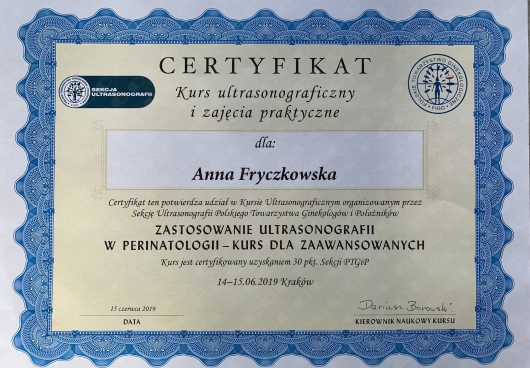 CERTYFIKAT
SEKCJA
ULTRASONOGRAFII
Kurs ultrasonograficzny
i zajęcia praktyczne
dla:
Anna Fryczkowska
Certyfikat ten potwierdza udział w Kursie Ultrasonograficznym organizowanym przez
Sekcję Ultrasonografii Polskiego Towarzystwa Ginekologów i Położników
ZASTOSOWANIE ULTRASONOGRAFII
W PERINATOLOGII – KURS DLA ZAAWANSOWANYCH
Kurs jest certyfikowany uzyskaniem 30 pkt. Sekcji PTGiP
14–15.06.2019 Kraków
15 czerwca 2019
DATA
Dariusz Borowski
KIEROWNIK NAUKOWY KURSU